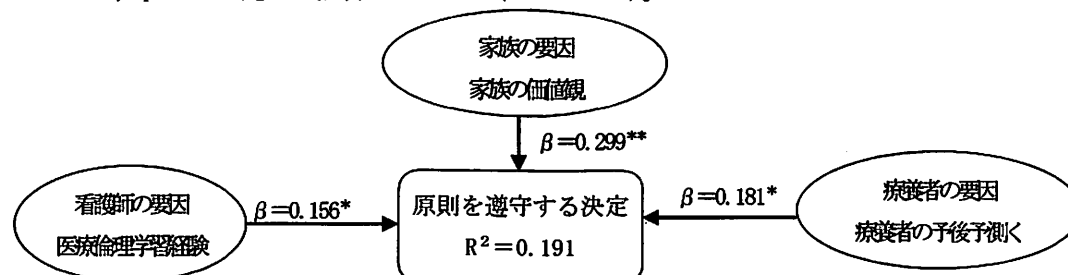 家族の要因
家族の価値観
β=0.299**
看護師の要因
医療倫理学習経験
β=0.156*
原則を遵守する決定
R²=0.191
β=0.181*
療養者の要因
療養者の予後予測く